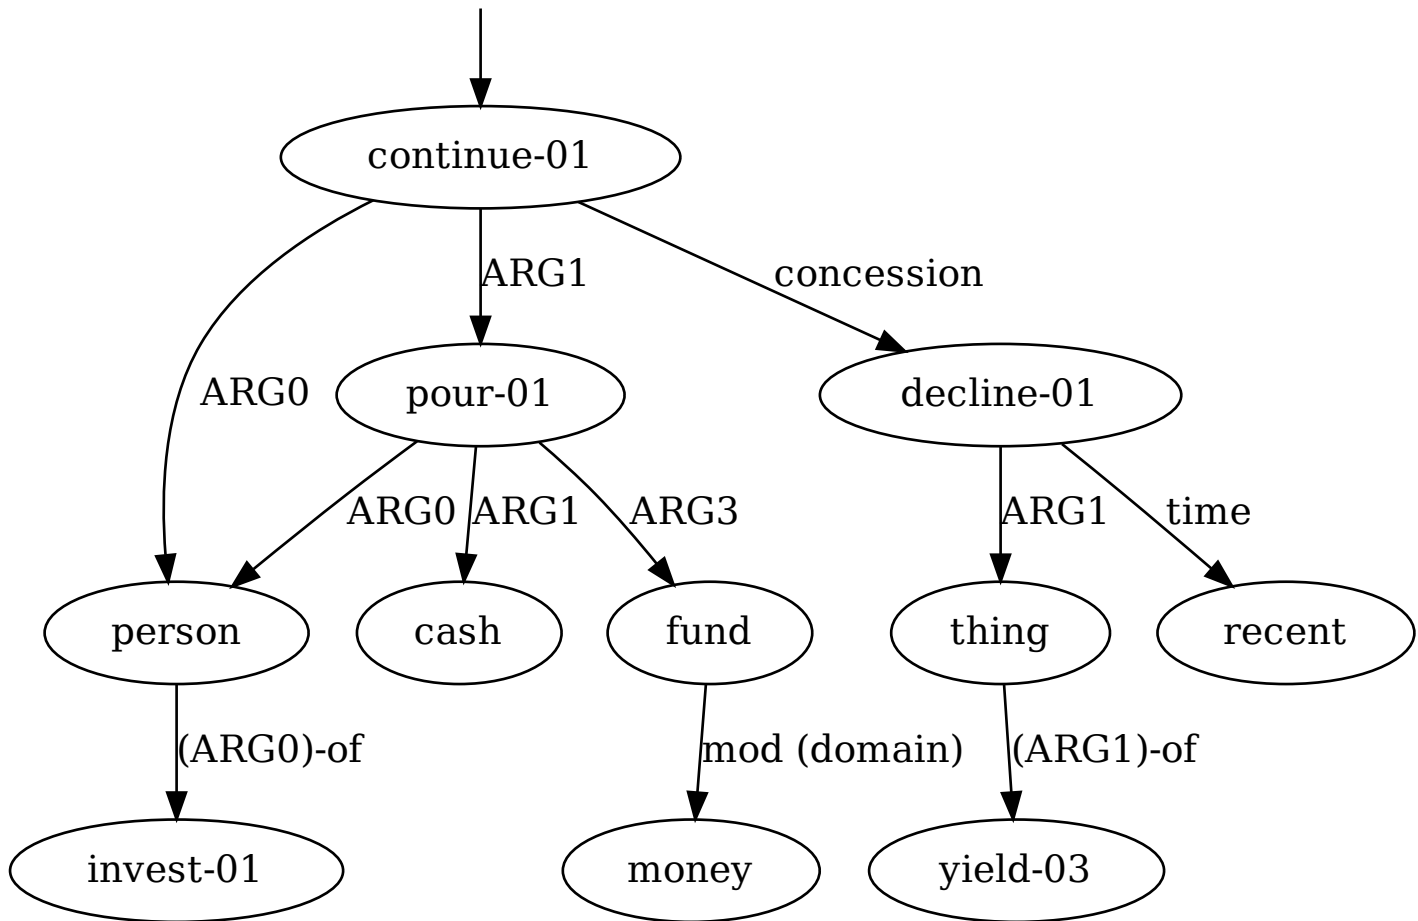 continue-01
ARG1
concession
ARG0
pour-01
decline-01
ARG0
ARG1
ARG3
ARG1
time
person
cash
fund
thing
recent
(ARG0)-of
mod (domain)
(ARG1)-of
invest-01
money
yield-03